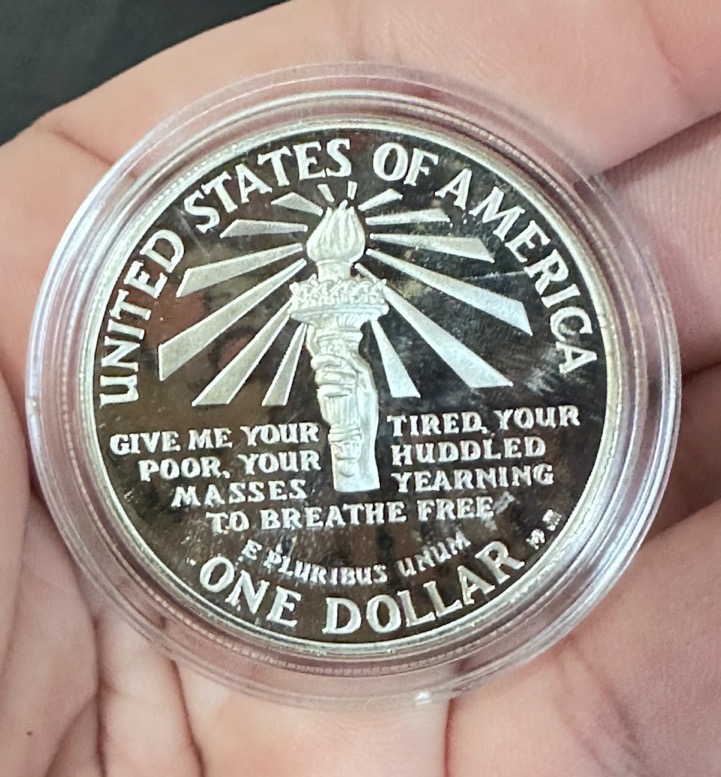 UNITED STATES OF AMERICA
GIVE ME YOUR TIRED, YOUR
POOR, YOUR HUDDLED
MASSES YEARNING
TO BREATHE FREE
E PLURIBUS UNUM
ONE DOLLAR